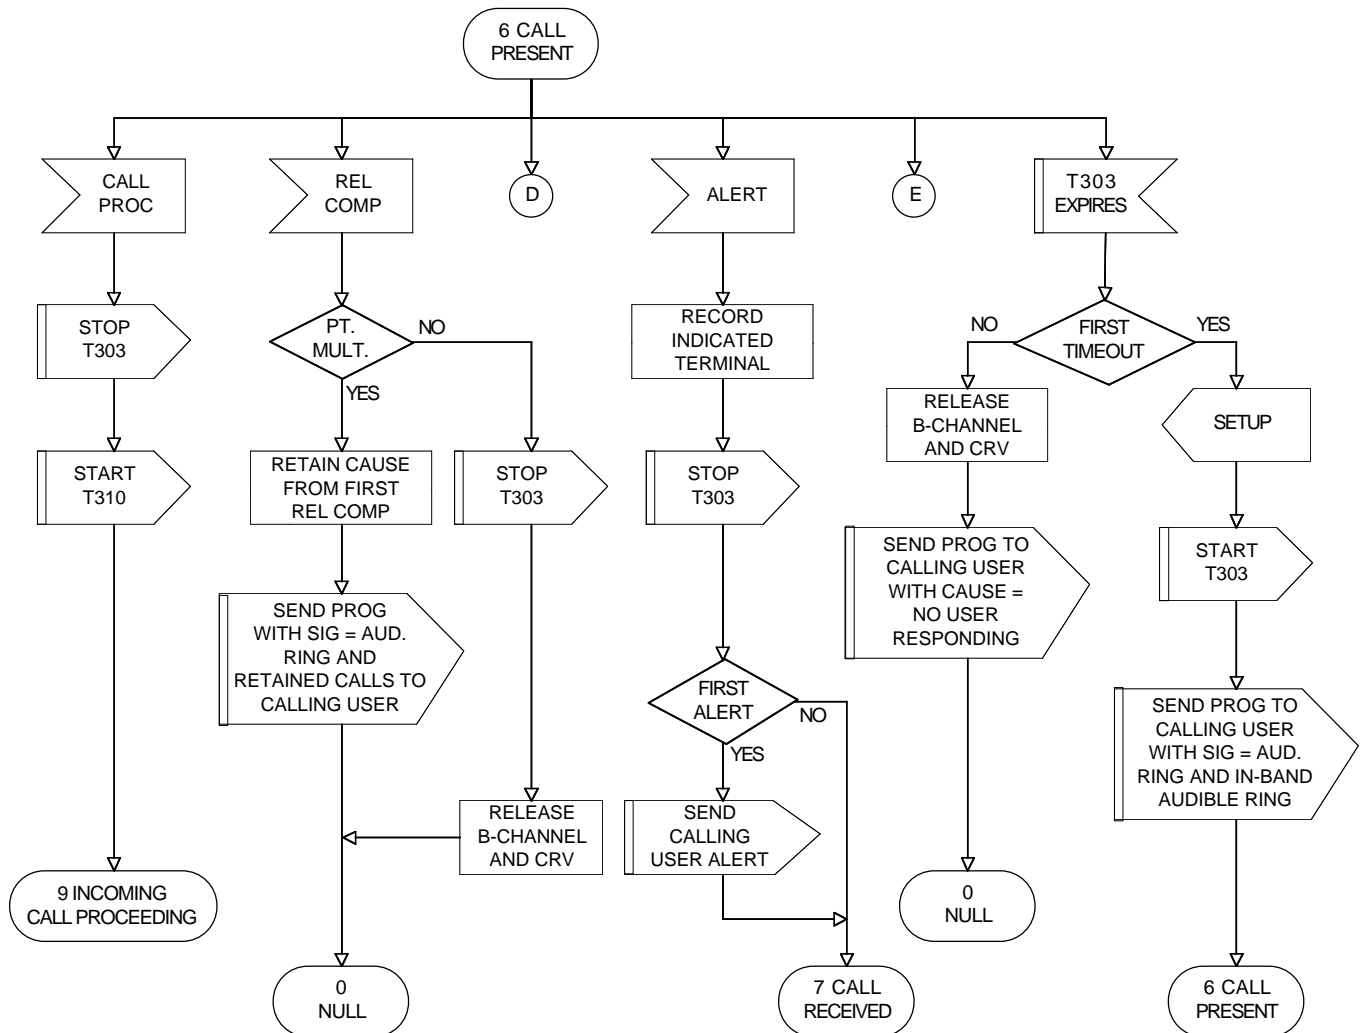 6 CALL
PRESENT
CALL
PROC
REL
COMP
D
ALERT
E
T303
EXPIRES
STOP
T303
PT.
MULT.
NO
YES
RECORD
INDICATED
TERMINAL
NO
FIRST
TIMEOUT
YES
RELEASE
B-CHANNEL
AND CRV
SETUP
START
T310
RETAIN CAUSE
FROM FIRST
REL COMP
STOP
T303
STOP
T303
SEND PROG TO
CALLING USER
WITH CAUSE =
NO USER
RESPONDING
START
T303
SEND PROG
WITH SIG = AUD.
RING AND
RETAINED CALLS TO
CALLING USER
FIRST
ALERT
NO
YES
SEND PROG TO
CALLING USER
WITH SIG = AUD.
RING AND IN-BAND
AUDIBLE RING
RELEASE
B-CHANNEL
AND CRV
SEND
CALLING
USER ALERT
9 INCOMING
CALL PROCEEDING
0
NULL
0
NULL
7 CALL
RECEIVED
6 CALL
PRESENT